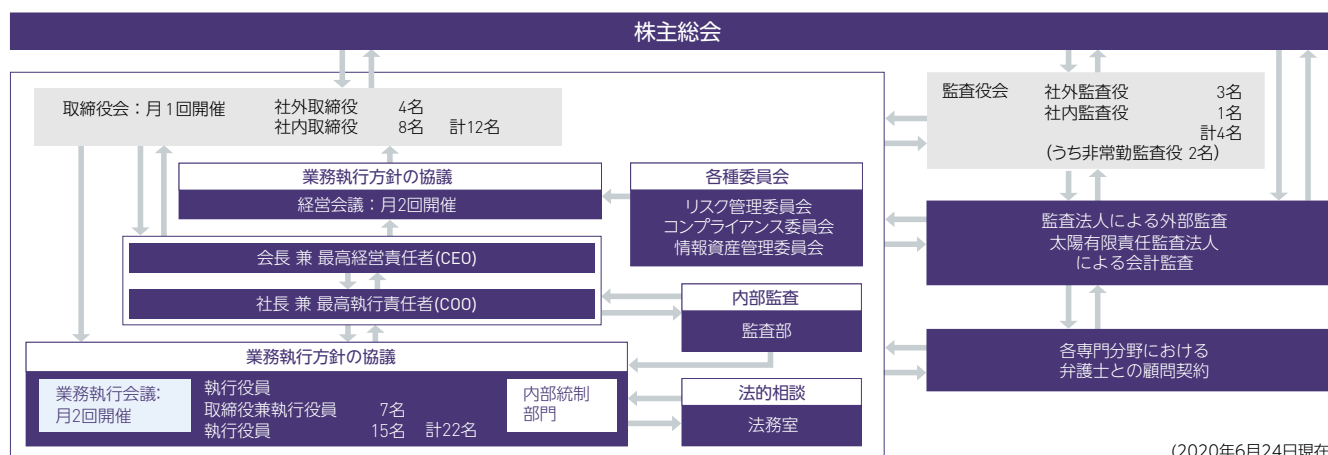 株主総会
取締役会：月1回開催
社外取締役 4名
社内取締役 8名 計12名
監査役会
社外監査役 3名
社内監査役 1名
計4名
(うち非常勤監査役 2名)
業務執行方針の協議
経営会議：月2回開催
各種委員会
リスク管理委員会
コンプライアンス委員会
情報資産管理委員会
監査法人による外部監査
太陽有限責任監査法人
による会計監査
会長 兼 最高経営責任者(CEO)
社長 兼 最高執行責任者(COO)
内部監査
監査部
業務執行方針の協議
業務執行会議:
月2回開催
執行役員
取締役兼執行役員 7名
執行役員 15名 計22名
内部統制
部門
法的相談
法務室
各専門分野における
弁護士との顧問契約
(2020年6月24日現在